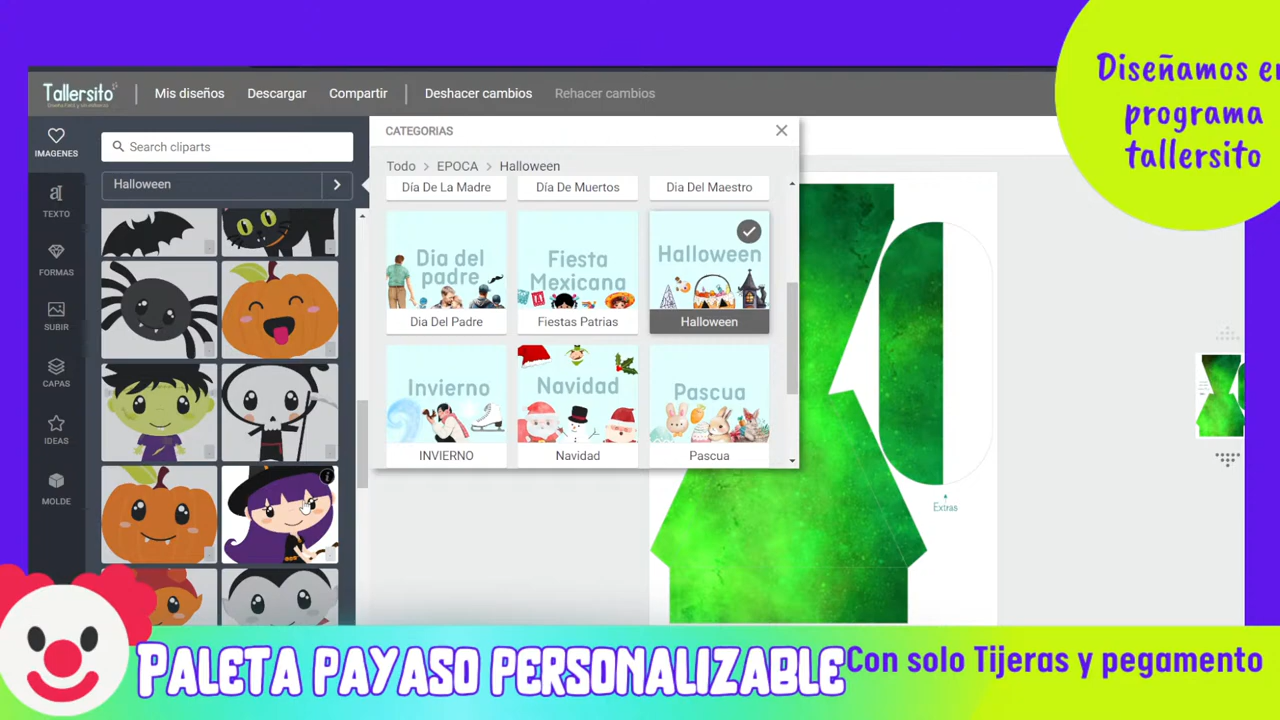 Diseñamos en
programa
tallersito
Tallersito
Mis diseños
Descargar
Compartir
Deshacer cambios
Rehacer cambios
IMAGENES
TEXTO
FORMAS
SUBIR
CAPAS
IDEAS
MOLDE
Search cliparts
Halloween
CATEGORIAS
Todo > EPOCA > Halloween
Día De La Madre
Día De Muertos
Dia Del Maestro
Dia del
padre
Dia Del Padre
Fiesta
Mexicana
Fiestas Patrias
Halloween
Halloween
Invierno
INVIERNO
Navidad
Navidad
Pascua
Pascua
Extras
PALETA PAYASO PERSONALIZABLE
Con solo Tijeras y pegamento